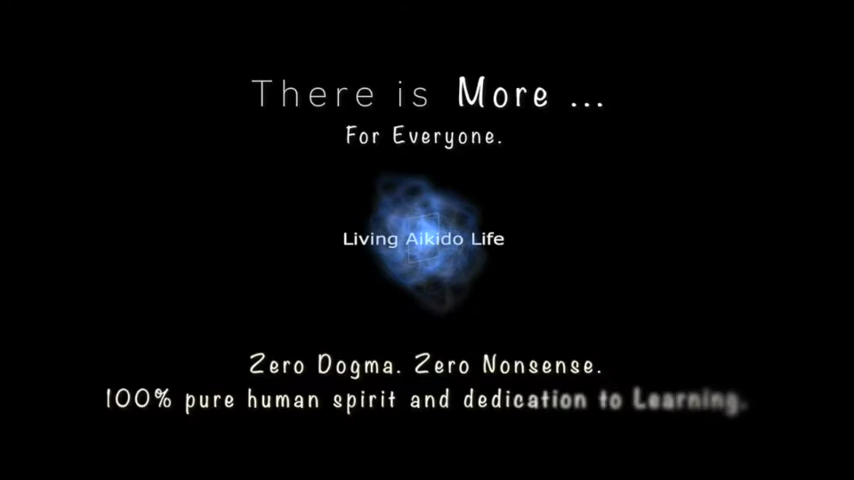 There is More ...
For Everyone.
Living Aikido Life
Zero Dogma. Zero Nonsense.
100% pure human spirit and dedication to Learning.